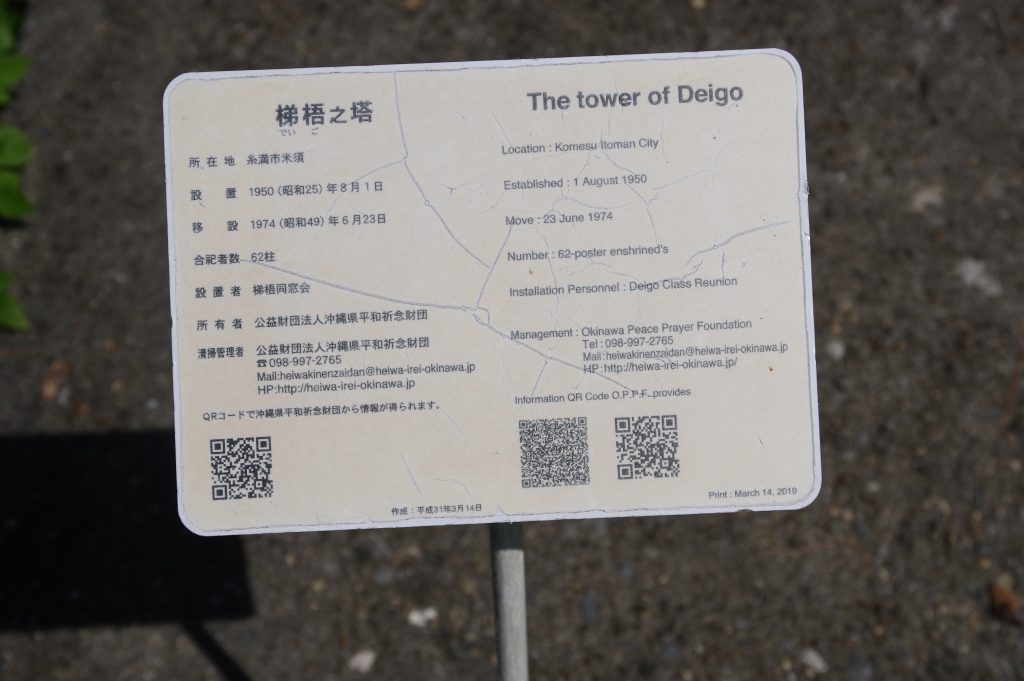 梯梧之塔
でいご
所在地 糸満市米須
設置 1950(昭和25)年8月1日
移設 1974(昭和49)年6月23日
合祀者数 62柱
設置者 梯梧同窓会
所有者 公益財団法人沖縄県平和祈念財団
清掃管理者 公益財団法人沖縄県平和祈念財団
☎098-997-2765
Mail:heiwakinenzaidan@heiwa-irei-okinawa.jp
HP:http://heiwa-irei-okinawa.jp
QRコードで沖縄県平和祈念財団から情報が得られます。
作成:平成31年3月14日
The tower of Deigo
Location : Komesu Itoman City
Established : 1 August 1950
Move : 23 June 1974
Number : 62-poster enshrined's
Installation Personnel : Deigo Class Reunion
Management : Okinawa Peace Prayer Foundation
Tel : 098-997-2765
Mail : heiwakinenzaidan@heiwa-irei-okinawa.jp
HP : http://heiwa-irei-okinawa.jp/
Information QR Code O.P.P.F. provides
Print : March 14, 2019